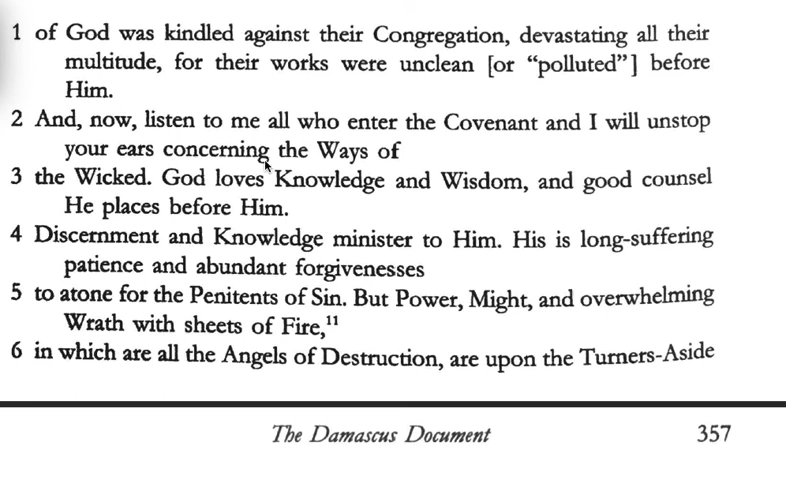 1 of God was kindled against their Congregation, devastating all their
multitude, for their works were unclean [or “polluted”] before
Him.
2 And, now, listen to me all who enter the Covenant and I will unstop
your ears concerning the Ways of
3 the Wicked. God loves Knowledge and Wisdom, and good counsel
He places before Him.
4 Discernment and Knowledge minister to Him. His is long-suffering
patience and abundant forgivenesses
5 to atone for the Penitents of Sin. But Power, Might, and overwhelming
Wrath with sheets of Fire,¹¹
6 in which are all the Angels of Destruction, are upon the Turners-Aside
The Damascus Document 357